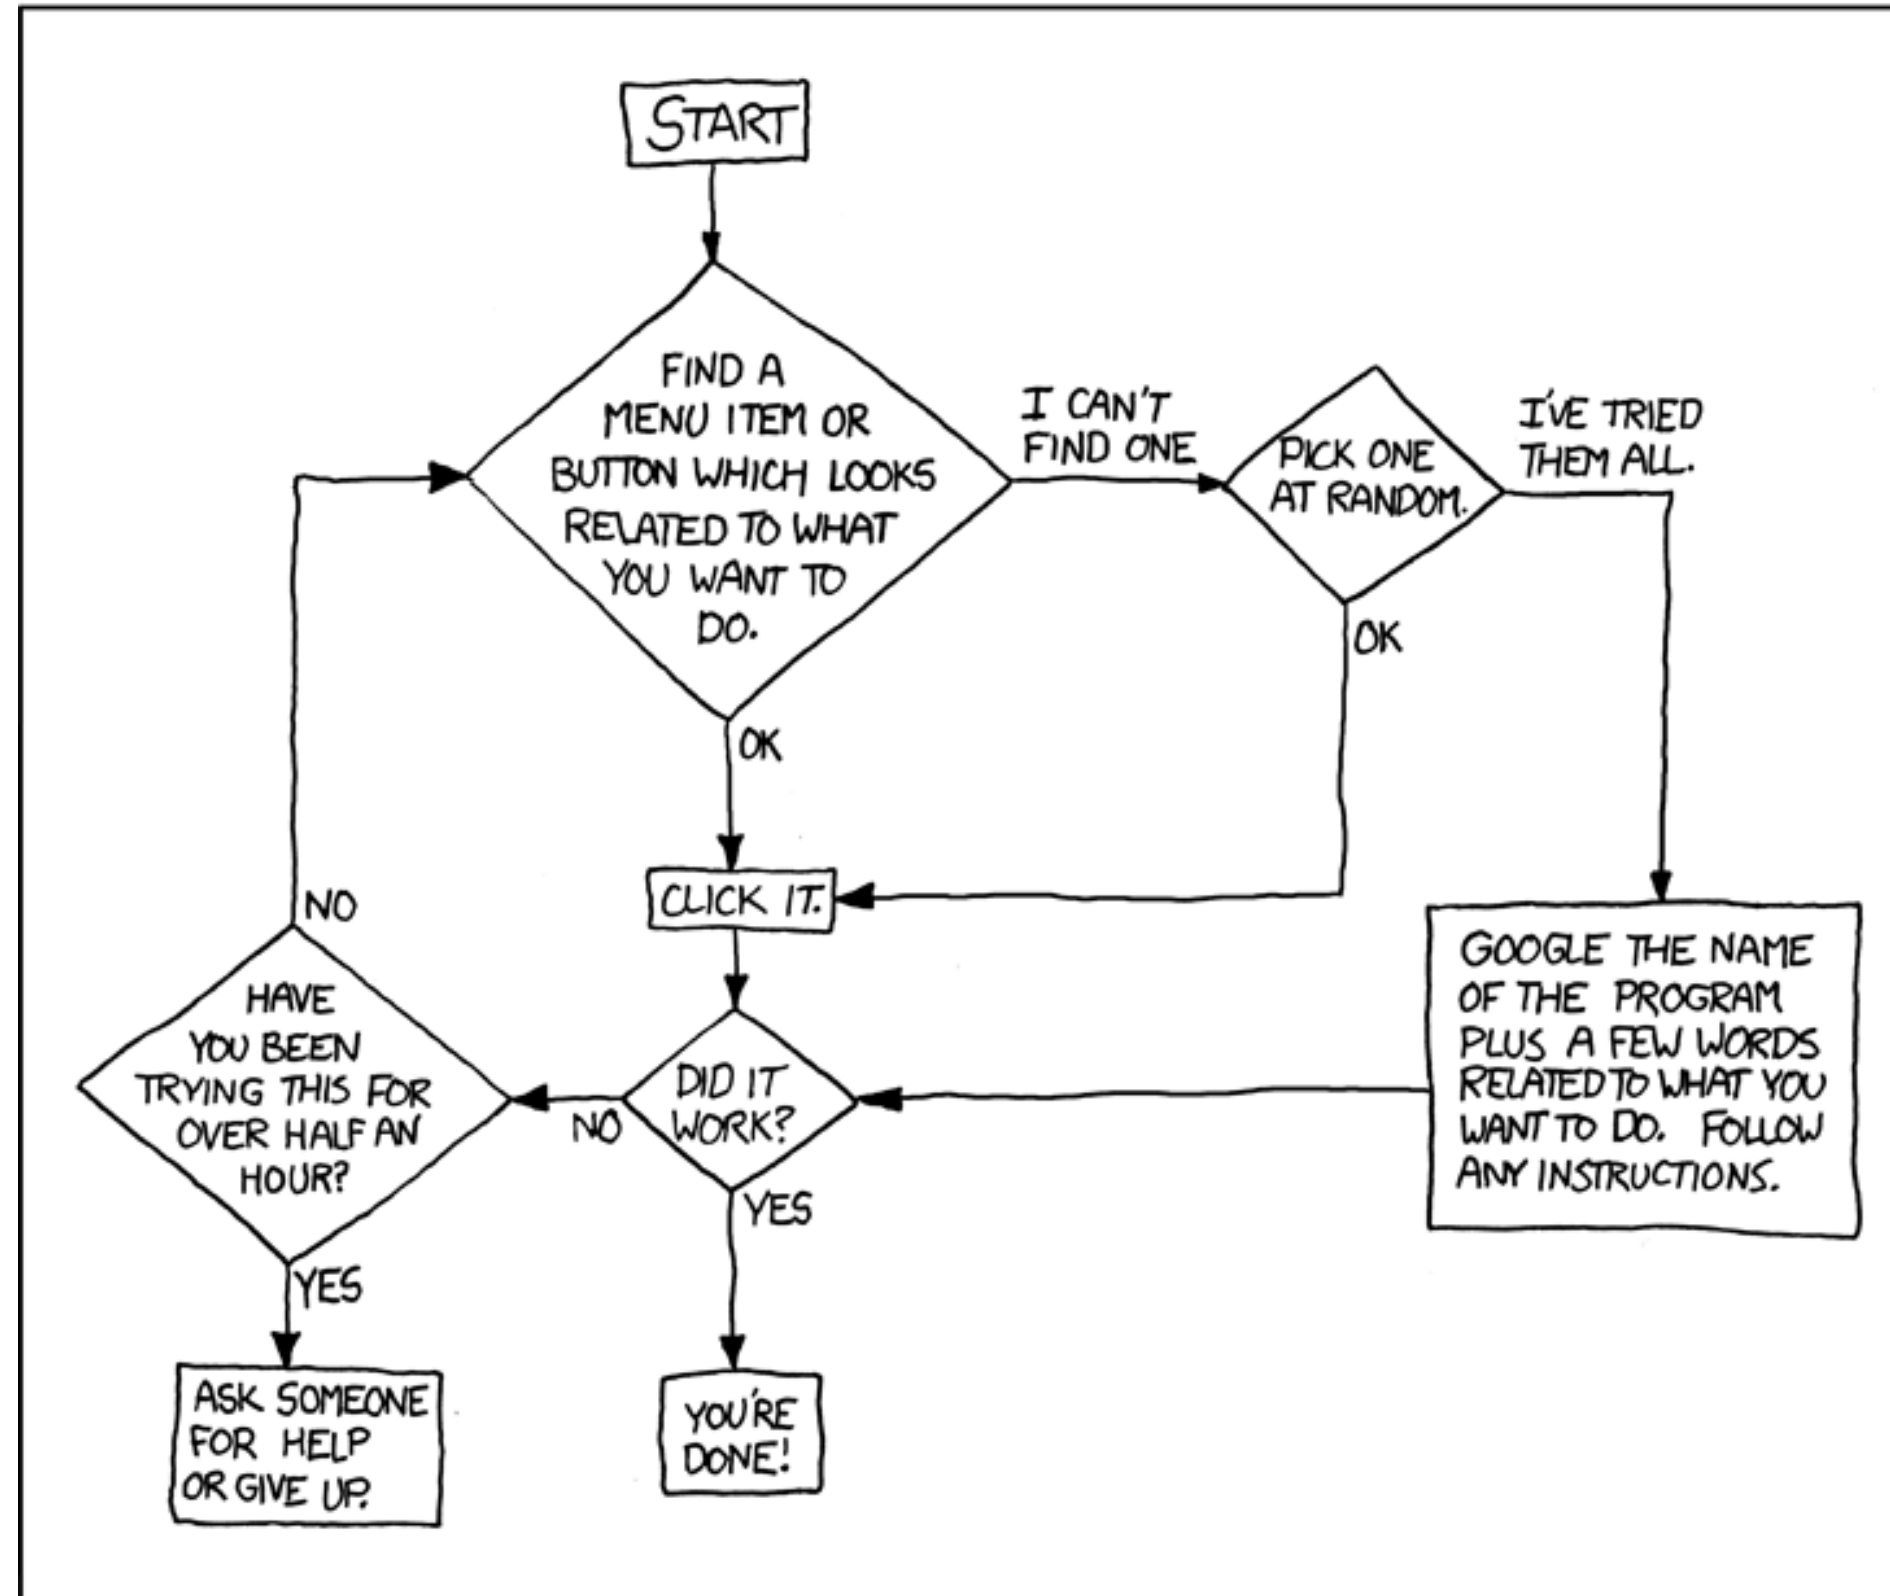 START
FIND A
MENU ITEM OR
BUTTON WHICH LOOKS
RELATED TO WHAT
YOU WANT TO
DO.
I CAN'T
FIND ONE
PICK ONE
AT RANDOM.
I'VE TRIED
THEM ALL.
OK
OK
CLICK IT.
NO
HAVE
YOU BEEN
TRYING THIS FOR
OVER HALF AN
HOUR?
NO
DID IT
WORK?
GOOGLE THE NAME
OF THE PROGRAM
PLUS A FEW WORDS
RELATED TO WHAT YOU
WANT TO DO. FOLLOW
ANY INSTRUCTIONS.
YES
YES
ASK SOMEONE
FOR HELP
OR GIVE UP.
YOU'RE
DONE!